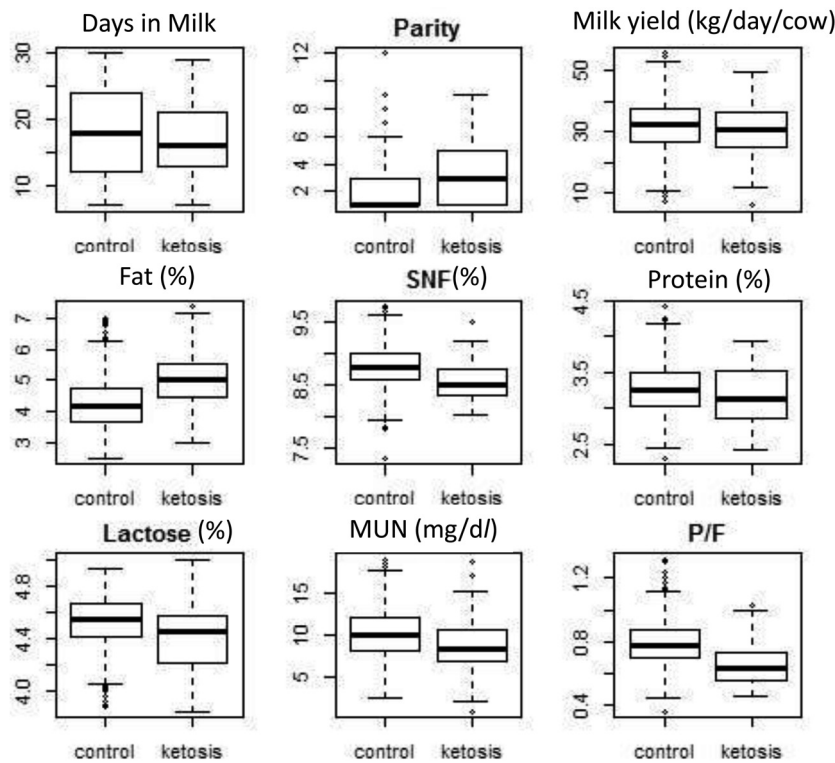 Days in Milk
Parity
Milk yield (kg/day/cow)
30
20
10
control ketosis
12
10
8
6
4
2
control ketosis
50
30
10
control ketosis
Fat (%)
SNF(%)
Protein (%)
7
6
5
4
3
control ketosis
9.5
8.5
7.5
control ketosis
4.5
3.5
2.5
control ketosis
Lactose (%)
MUN (mg/dl)
P/F
4.8
4.4
4.0
control ketosis
15
10
5
control ketosis
1.2
0.8
0.4
control ketosis